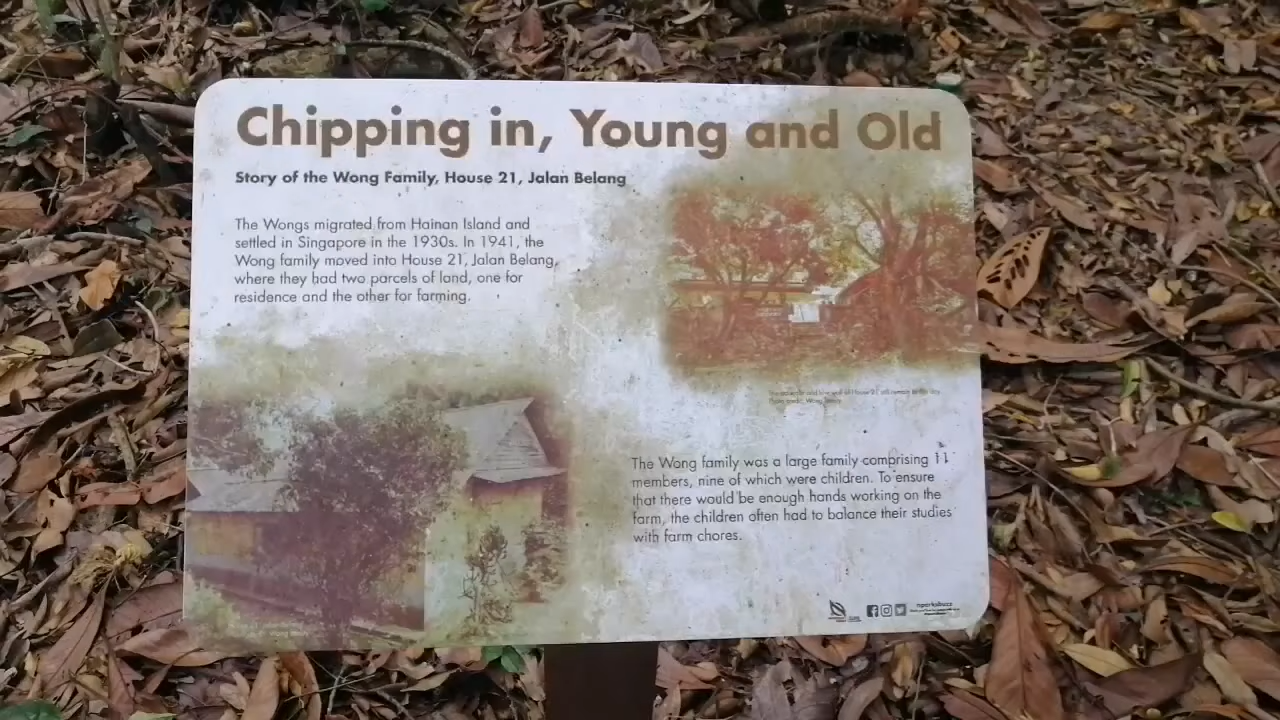 Chipping in, Young and Old
Story of the Wong Family, House 21, Jalan Belang
The Wongs migrated from Hainan Island and
settled in Singapore in the 1930s. In 1941, the
Wong family moved into House 21, Jalan Belang,
where they had two parcels of land, one for
residence and the other for farming.
The Wong family was a large family comprising 11
members, nine of which were children. To ensure
that there would be enough hands working on the
farm, the children often had to balance their studies
with farm chores.
nparksbuzz